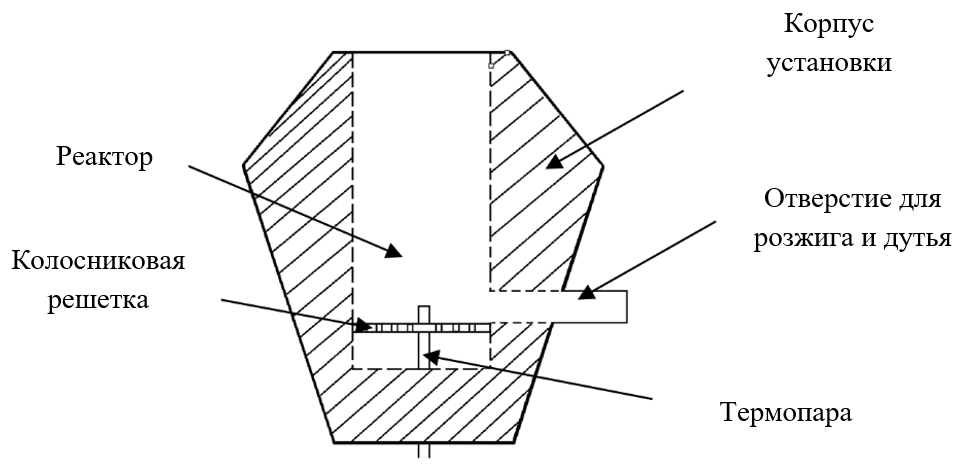 Корпус
установки
Реактор
Отверстие для
розжига и дутья
Колосниковая
решетка
Термопара